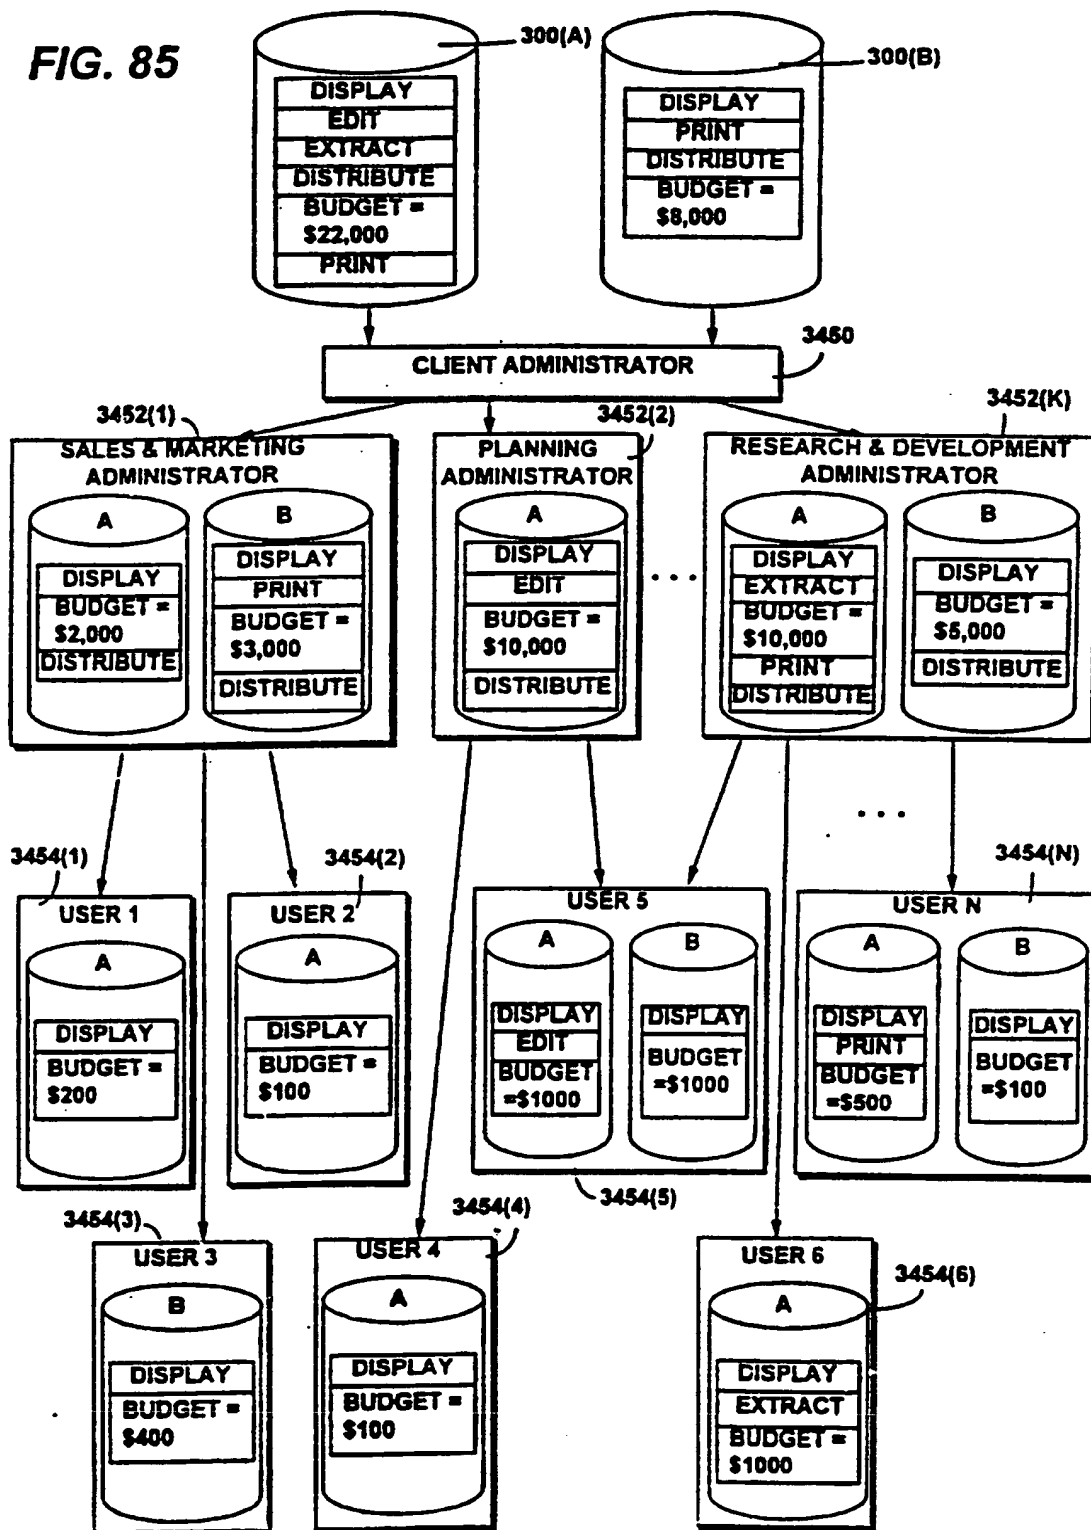 FIG. 85
300(A)
300(B)
DISPLAY
EDIT
EXTRACT
DISTRIBUTE
BUDGET =
$22,000
PRINT
DISPLAY
PRINT
DISTRIBUTE
BUDGET =
$8,000
CLIENT ADMINISTRATOR
3450
3452(1)
SALES & MARKETING
ADMINISTRATOR
A
DISPLAY
BUDGET =
$2,000
DISTRIBUTE
B
DISPLAY
PRINT
BUDGET =
$3,000
DISTRIBUTE
3452(2)
PLANNING
ADMINISTRATOR
A
DISPLAY
EDIT
BUDGET =
$10,000
DISTRIBUTE
. . .
3452(K)
RESEARCH & DEVELOPMENT
ADMINISTRATOR
A
DISPLAY
EXTRACT
BUDGET =
$10,000
PRINT
DISTRIBUTE
B
DISPLAY
BUDGET =
$5,000
DISTRIBUTE
. . .
3454(1)
USER 1
A
DISPLAY
BUDGET =
$200
3454(2)
USER 2
A
DISPLAY
BUDGET =
$100
USER 5
A
DISPLAY
EDIT
BUDGET
=$1000
B
DISPLAY
BUDGET
=$1000
3454(5)
3454(N)
USER N
A
DISPLAY
PRINT
BUDGET
=$500
B
DISPLAY
BUDGET
=$100
3454(3)
USER 3
B
DISPLAY
BUDGET =
$400
3454(4)
USER 4
A
DISPLAY
BUDGET =
$100
USER 6
3454(6)
A
DISPLAY
EXTRACT
BUDGET =
$1000